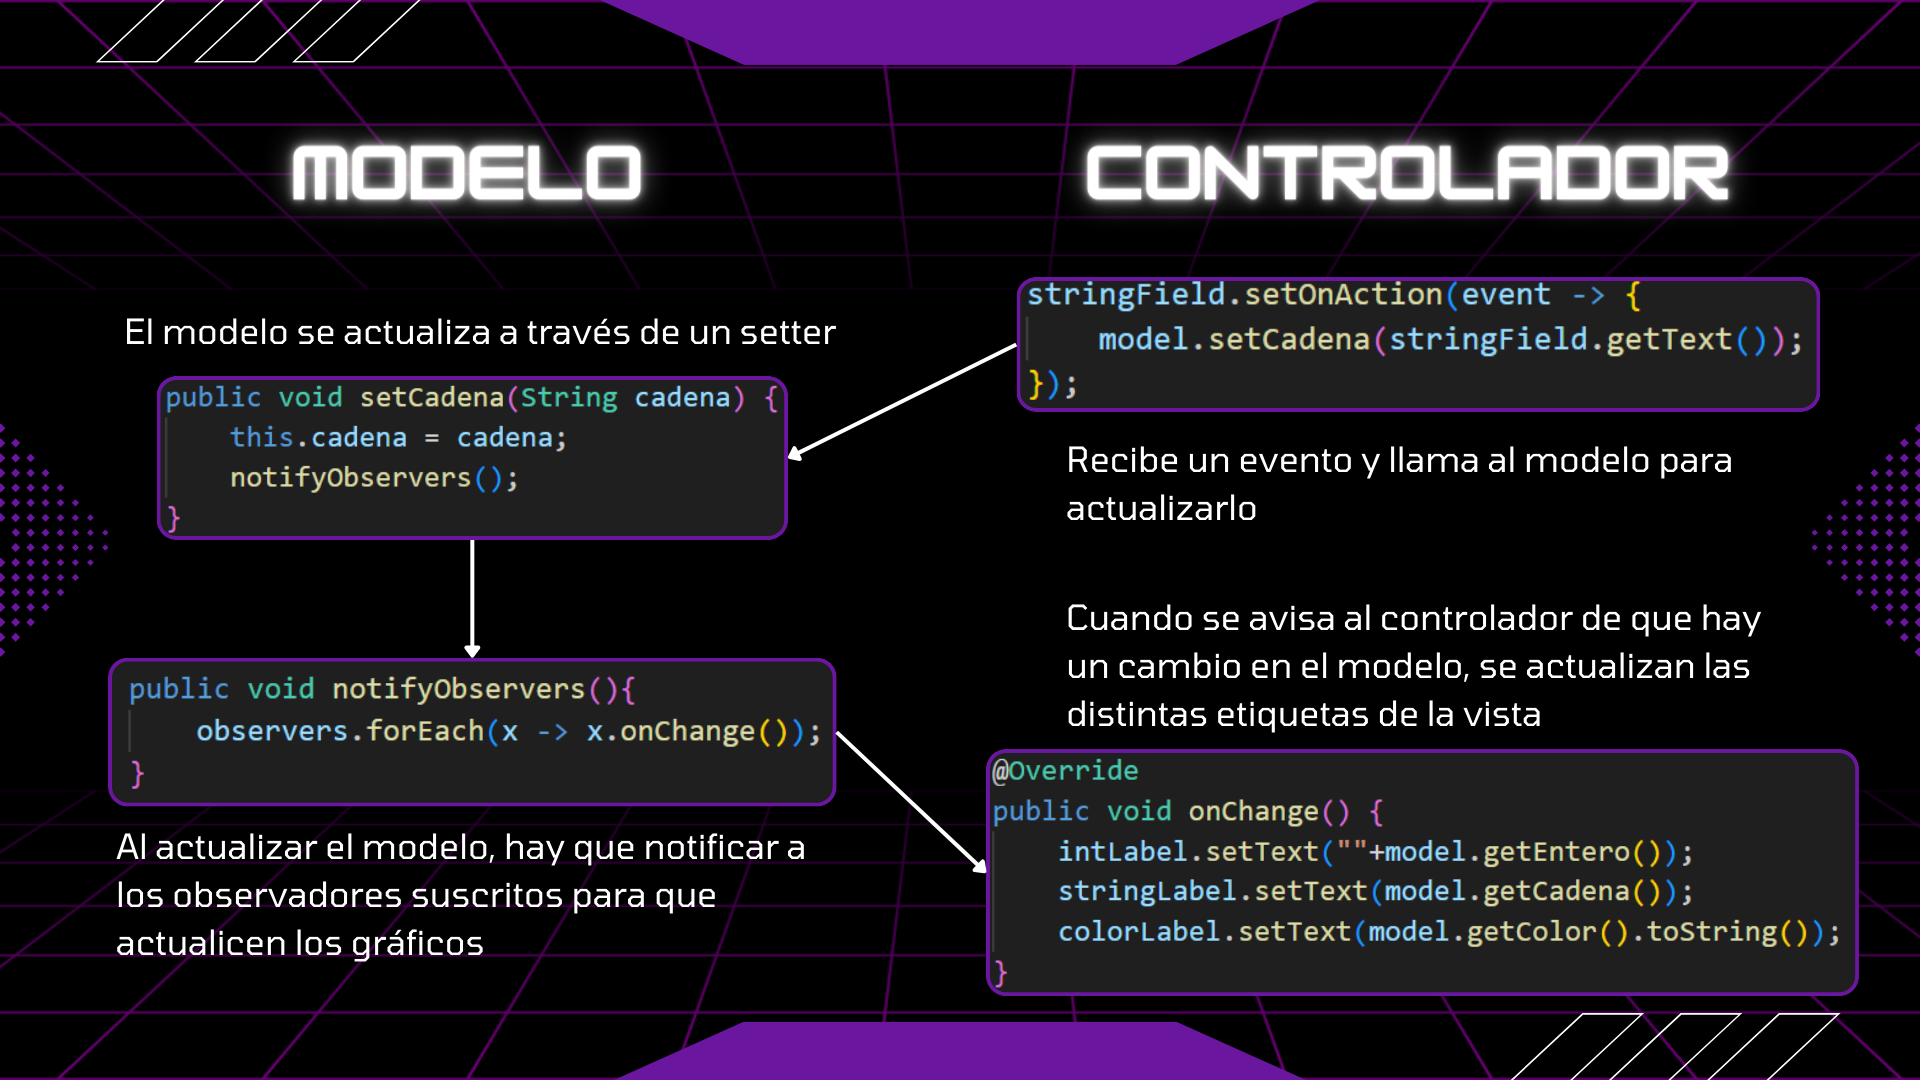 MODELO
El modelo se actualiza a través de un setter
public void setCadena(String cadena) {
this.cadena = cadena;
notifyObservers();
}
public void notifyObservers(){
observers.forEach(x -> x.onChange());
}
Al actualizar el modelo, hay que notificar a
los observadores suscritos para que
actualicen los gráficos
CONTROLADOR
stringField.setOnAction(event -> {
model.setCadena(stringField.getText());
});
Recibe un evento y llama al modelo para
actualizarlo
Cuando se avisa al controlador de que hay
un cambio en el modelo, se actualizan las
distintas etiquetas de la vista
@Override
public void onChange() {
intLabel.setText(""+model.getEntero());
stringLabel.setText(model.getCadena());
colorLabel.setText(model.getColor().toString());
}